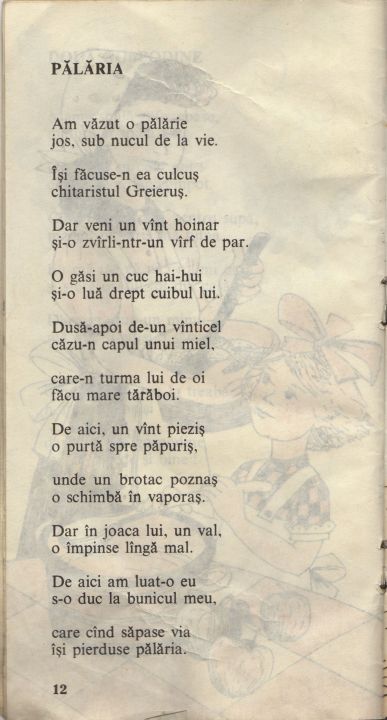 PĂLĂRIA
Am văzut o pălărie
jos, sub nucul de la vie.
Își făcuse-n ea culcuș
chitaristul Greieruș.
Dar veni un vînt hoinar
și-o zvîrli-ntr-un vîrf de par.
O găsi un cuc hai-hui
și-o luă drept cuibul lui.
Dusă-apoi de-un vînticel
căzu-n capul unui miel,
care-n turma lui de oi
făcu mare tărăboi.
De aici, un vînt pieziș
o purtă spre păpuriș,
unde un brotac poznaș
o schimbă în vaporaș.
Dar în joaca lui, un val,
o împinse lîngă mal.
De aici am luat-o eu
s-o duc la bunicul meu,
care cînd săpase via
își pierduse pălăria.
12